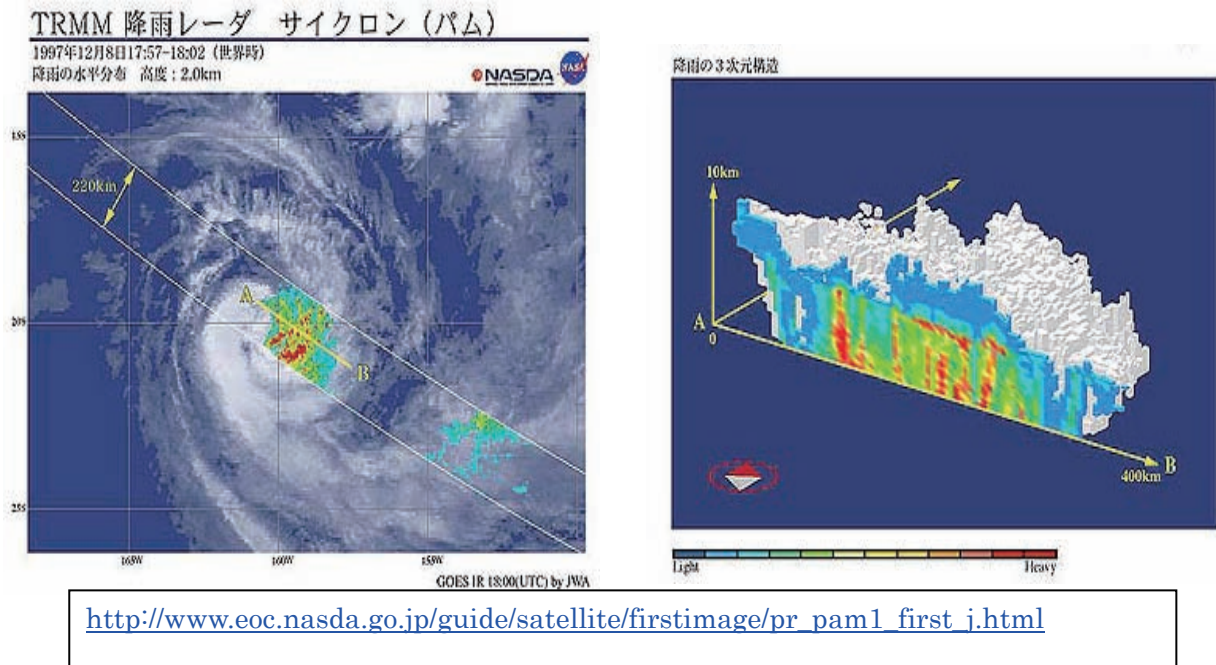 TRMM 降雨レーダ サイクロン（パム）
1997年12月8日17:57-18:02（世界時）
降雨の水平分布 高度：2.0km
NASDA
NASA
15S
220km
A
20S
B
25S
165W 160W 155W
GOES IR 18:00(UTC) by JWA
降雨の３次元構造
10km
A
0
B
400km
Light Heavy
http://www.eoc.nasda.go.jp/guide/satellite/firstimage/pr_pam1_first_j.html